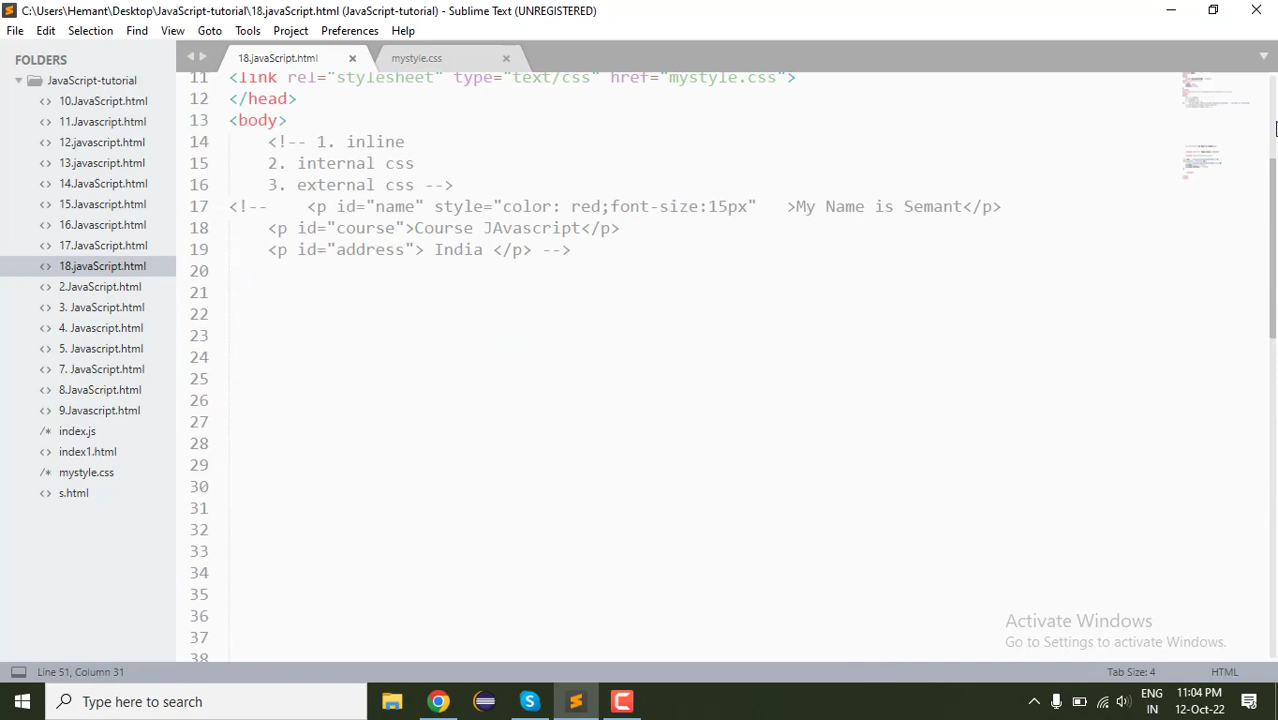 C:\Users\Hemant\Desktop\JavaScript-tutorial\18.javaScript.html (JavaScript-tutorial) - Sublime Text (UNREGISTERED)
File Edit Selection Find View Goto Tools Project Preferences Help
FOLDERS
JavaScript-tutorial
10.JavaScript.html
11.Javascript.html
12.javascript.html
13.javascript.html
14.JavaScript.html
15.JavaScript.html
16.JavaScript.html
17.JavaScript.html
18.javaScript.html
2.JavaScript.html
3. JavaScript.html
4. Javascript.html
5. Javascript.html
7. JavaScript.html
8.JavaScript.html
9.Javascript.html
/* index.js
index1.html
/* mystyle.css
s.html
18.javaScript.html
mystyle.css
11 <link rel="stylesheet" type="text/css" href="mystyle.css">
12 </head>
13 <body>
14 <!-- 1. inline
15 2. internal css
16 3. external css -->
17 <!-- <p id="name" style="color: red;font-size:15px" >My Name is Semant</p>
18 <p id="course">Course JAvascript</p>
19 <p id="address"> India </p> -->
20
21
22
23
24
25
26
27
28
29
30
31
32
33
34
35
36
37
38
Activate Windows
Go to Settings to activate Windows.
Line 51, Column 31
Tab Size: 4
HTML
Type here to search
ENG
IN
11:04 PM
12-Oct-22